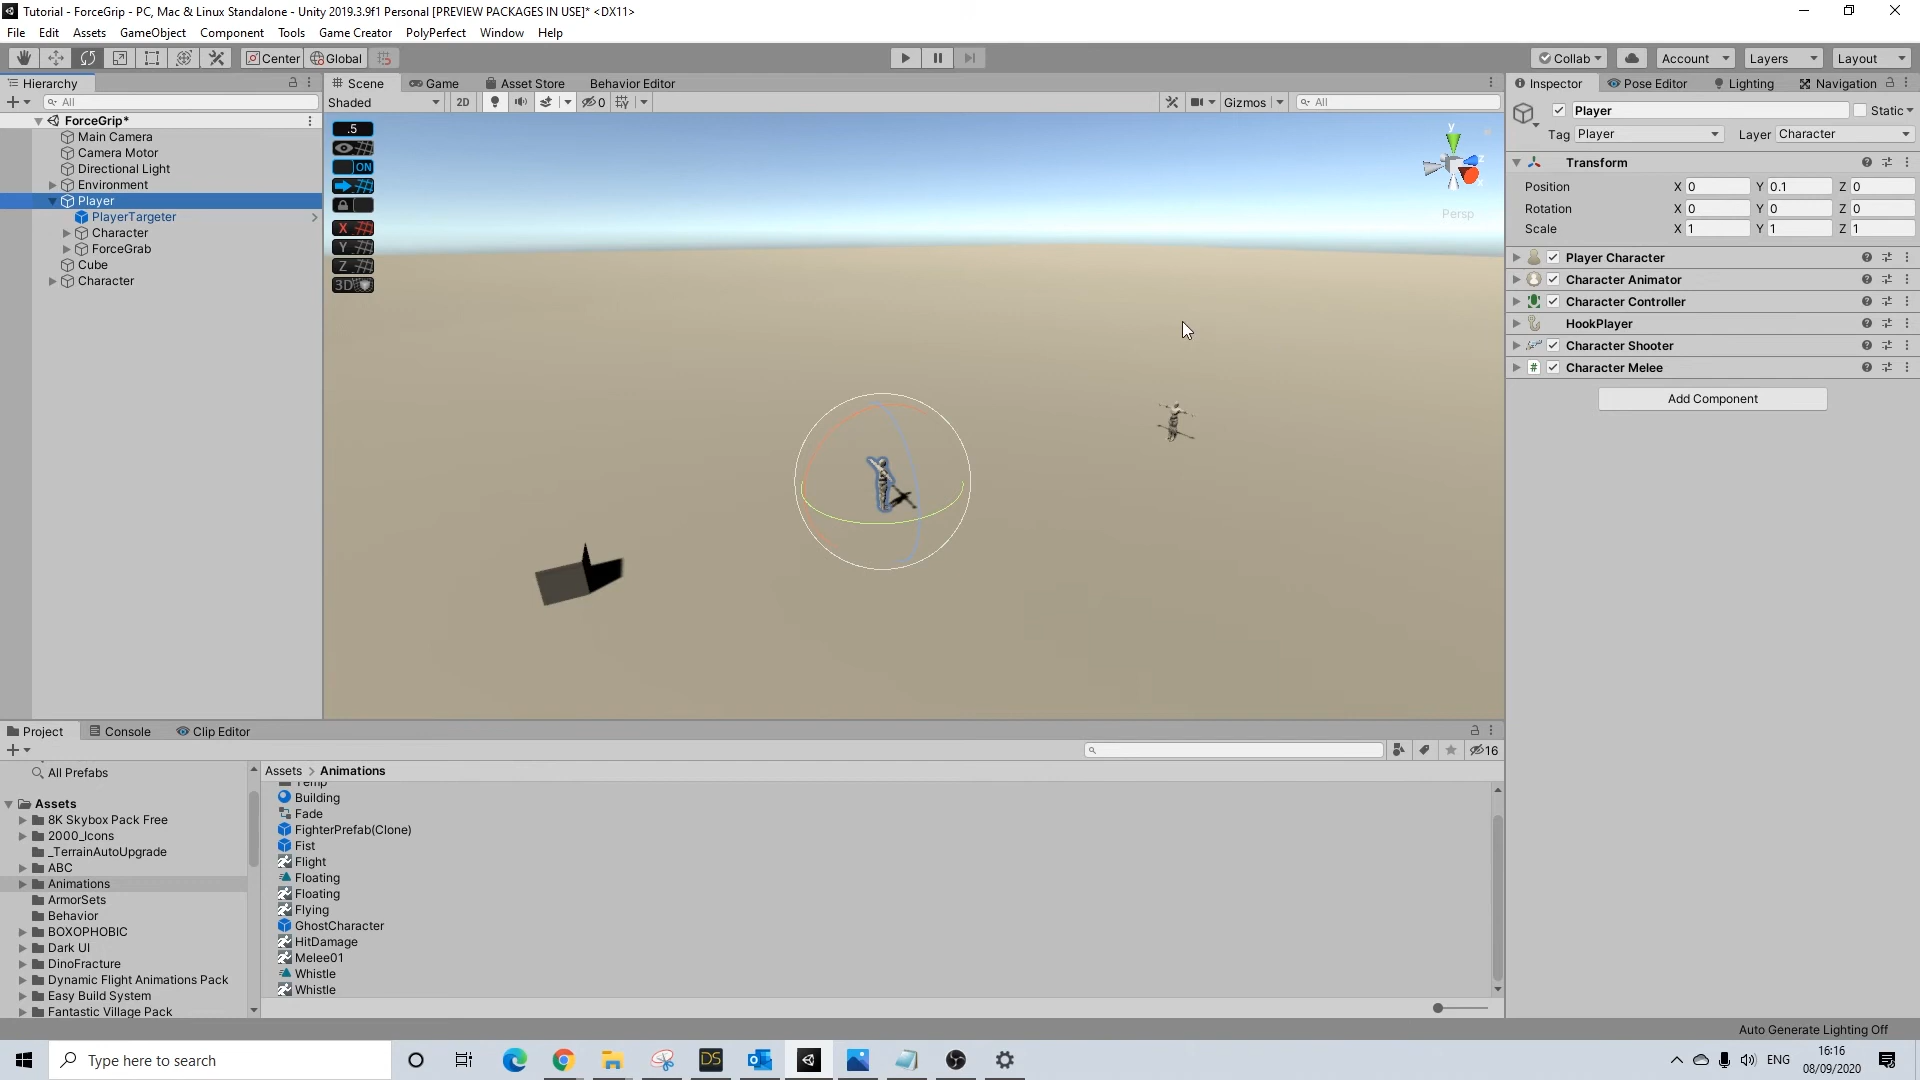 Tutorial - ForceGrip - PC, Mac & Linux Standalone - Unity 2019.3.9f1 Personal [PREVIEW PACKAGES IN USE]* <DX11>
File Edit Assets GameObject Component Tools Game Creator PolyPerfect Window Help
Center Global Collab Account Layers Layout
Hierarchy
All
ForceGrip*
Main Camera
Camera Motor
Directional Light
Environment
Player
PlayerTargeter
Character
ForceGrab
Cube
Character
Scene Game Asset Store Behavior Editor
Shaded 2D 0 Gizmos All
.5
ON
X
Y
Z
3D
y
z
Persp
Inspector Pose Editor Lighting Navigation
Player Static
Tag Player Layer Character
Transform
Position X 0 Y 0.1 Z 0
Rotation X 0 Y 0 Z 0
Scale X 1 Y 1 Z 1
Player Character
Character Animator
Character Controller
HookPlayer
Character Shooter
# Character Melee
Add Component
Project Console Clip Editor
16
All Prefabs
Assets
8K Skybox Pack Free
2000_Icons
_TerrainAutoUpgrade
ABC
Animations
ArmorSets
Behavior
BOXOPHOBIC
Dark UI
DinoFracture
Dynamic Flight Animations Pack
Easy Build System
Fantastic Village Pack
Assets > Animations
Temp
Building
Fade
FighterPrefab(Clone)
Fist
Flight
Floating
Floating
Flying
GhostCharacter
HitDamage
Melee01
Whistle
Whistle
Auto Generate Lighting Off
Type here to search
DS
ENG
16:16
08/09/2020